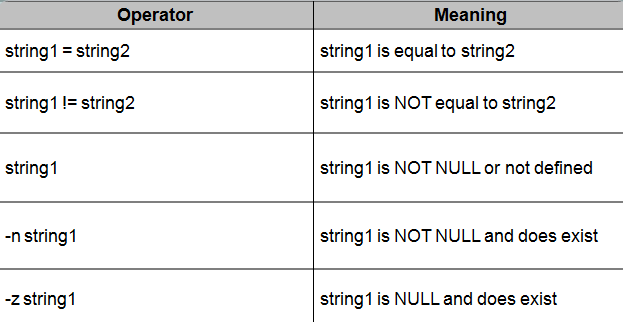 Operator Meaning
string1 = string2 string1 is equal to string2
string1 != string2 string1 is NOT equal to string2
string1 string1 is NOT NULL or not defined
-n string1 string1 is NOT NULL and does exist
-z string1 string1 is NULL and does exist